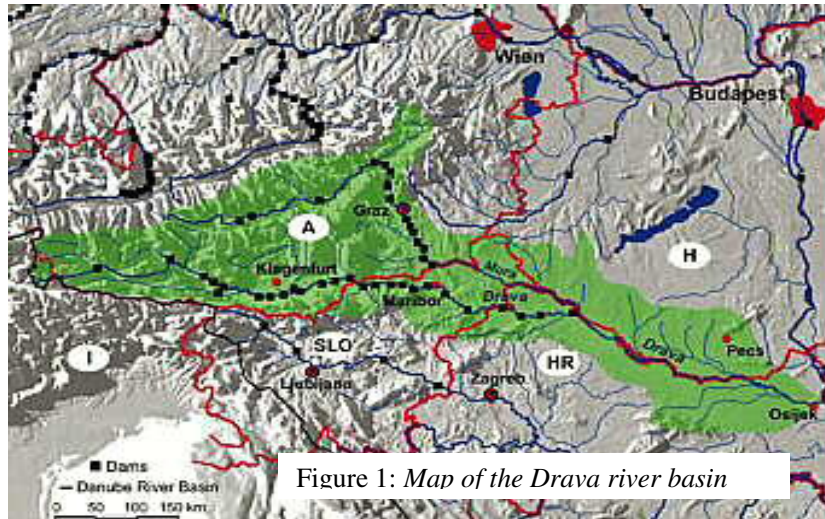 Wien
Budapest
Graz
A
H
Klagenfurt
Mura
Maribor
Drava
SLO
HR
Drava
Pecs
I
Ljubljana
Zagreb
Osijek
Dams
Danube River Basin
0 50 100 150 km
Figure 1: Map of the Drava river basin